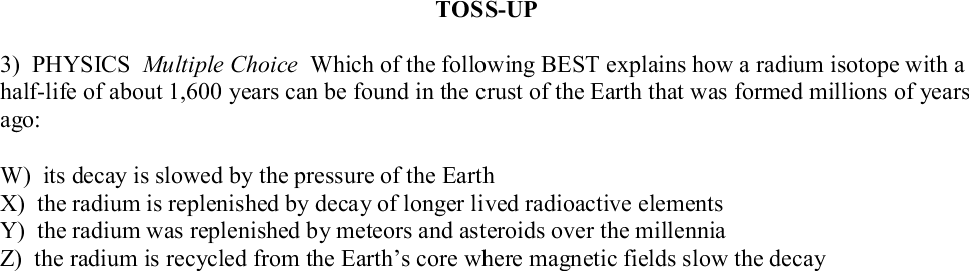 TOSS-UP
3) PHYSICS Multiple Choice Which of the following BEST explains how a radium isotope with a
half-life of about 1,600 years can be found in the crust of the Earth that was formed millions of years
ago:
W) its decay is slowed by the pressure of the Earth
X) the radium is replenished by decay of longer lived radioactive elements
Y) the radium was replenished by meteors and asteroids over the millennia
Z) the radium is recycled from the Earth's core where magnetic fields slow the decay